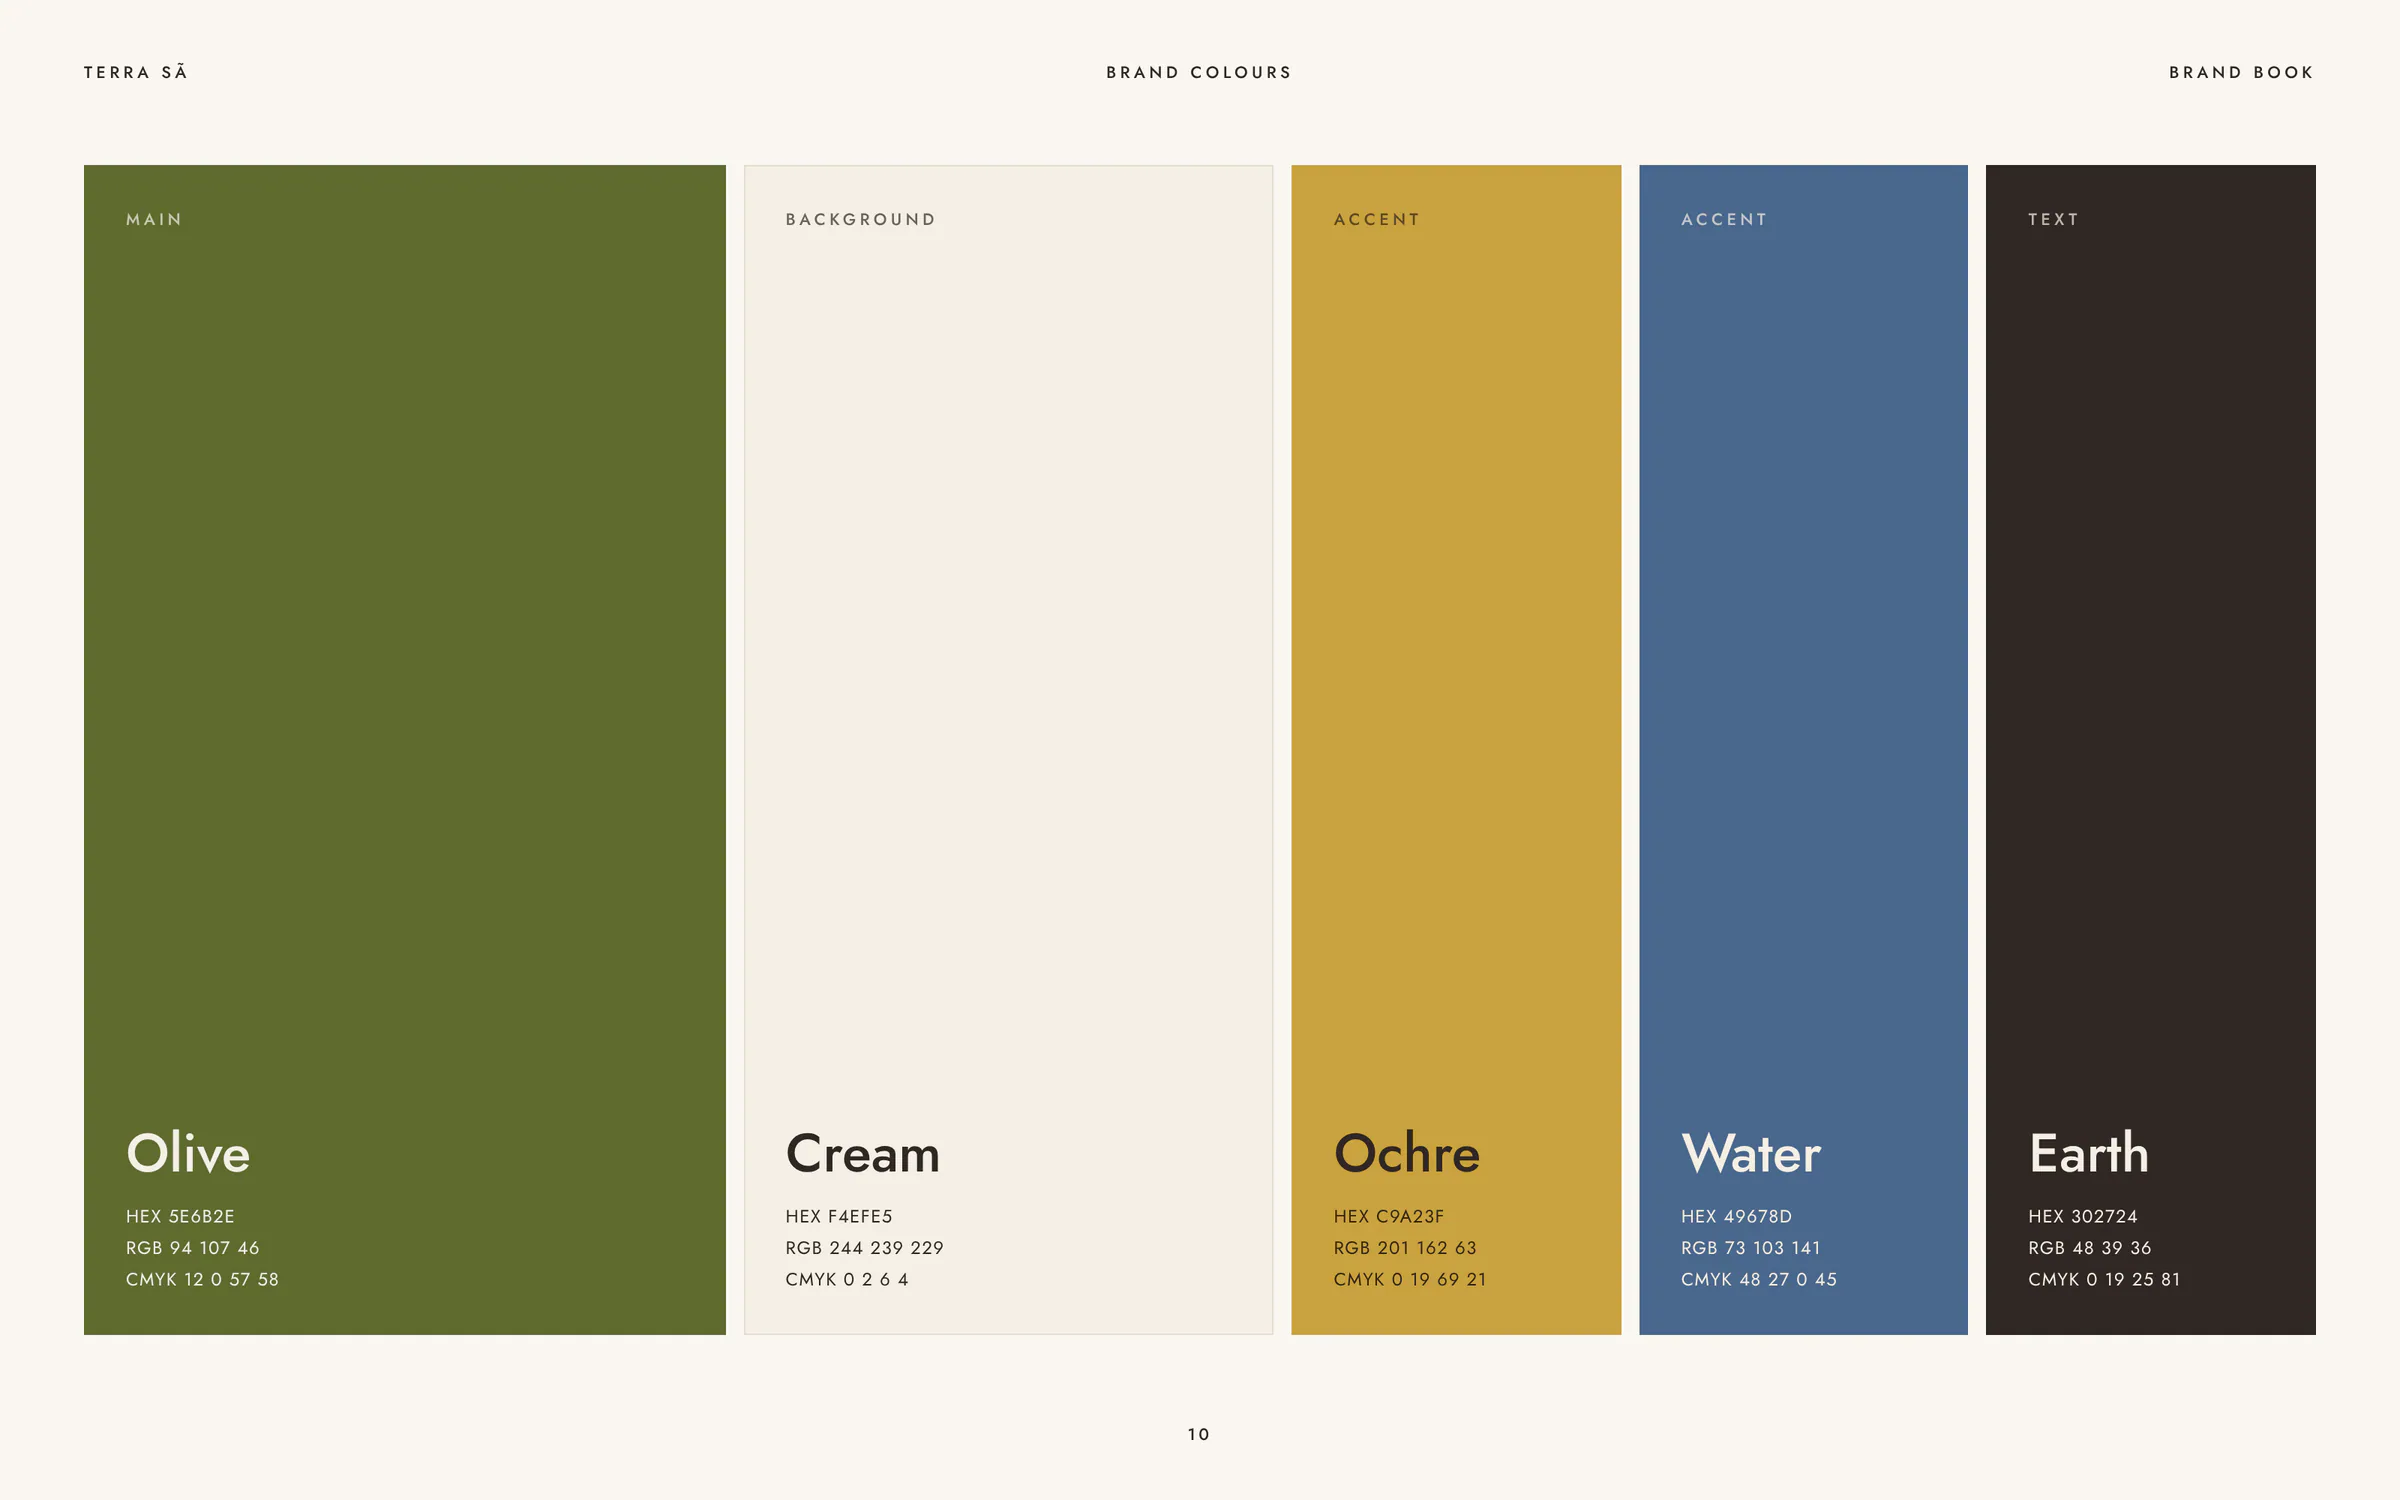 TERRA SÃ
BRAND COLOURS
BRAND BOOK
MAIN
Olive
HEX 5E6B2E
RGB 94 107 46
CMYK 12 0 57 58
BACKGROUND
Cream
HEX F4EFE5
RGB 244 239 229
CMYK 0 2 6 4
ACCENT
Ochre
HEX C9A23F
RGB 201 162 63
CMYK 0 19 69 21
ACCENT
Water
HEX 49678D
RGB 73 103 141
CMYK 48 27 0 45
TEXT
Earth
HEX 302724
RGB 48 39 36
CMYK 0 19 25 81
10